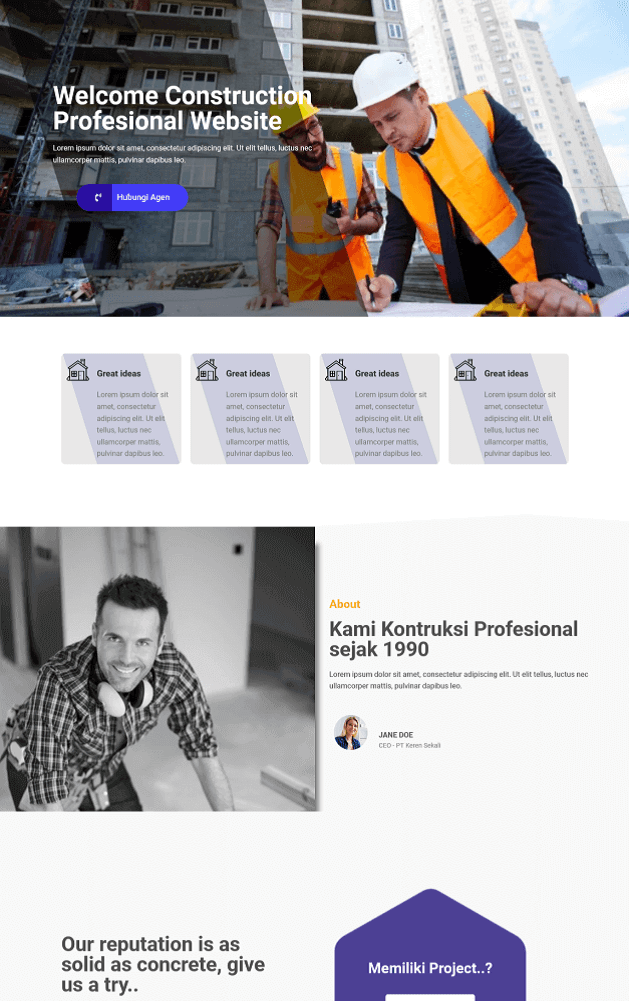 Welcome Construction
Profesional Website
Lorem ipsum dolor sit amet, consectetur adipiscing elit. Ut elit tellus, luctus nec
ullamcorper mattis, pulvinar dapibus leo.
Hubungi Agen
Great ideas
Lorem ipsum dolor sit
amet, consectetur
adipiscing elit. Ut elit
tellus, luctus nec
ullamcorper mattis,
pulvinar dapibus leo.
Great ideas
Lorem ipsum dolor sit
amet, consectetur
adipiscing elit. Ut elit
tellus, luctus nec
ullamcorper mattis,
pulvinar dapibus leo.
Great ideas
Lorem ipsum dolor sit
amet, consectetur
adipiscing elit. Ut elit
tellus, luctus nec
ullamcorper mattis,
pulvinar dapibus leo.
Great ideas
Lorem ipsum dolor sit
amet, consectetur
adipiscing elit. Ut elit
tellus, luctus nec
ullamcorper mattis,
pulvinar dapibus leo.
About
Kami Kontruksi Profesional
sejak 1990
Lorem ipsum dolor sit amet, consectetur adipiscing elit. Ut elit tellus, luctus nec
ullamcorper mattis, pulvinar dapibus leo.
JANE DOE
CEO - PT Keren Sekali
Our reputation is as
solid as concrete, give
us a try..
Memiliki Project..?